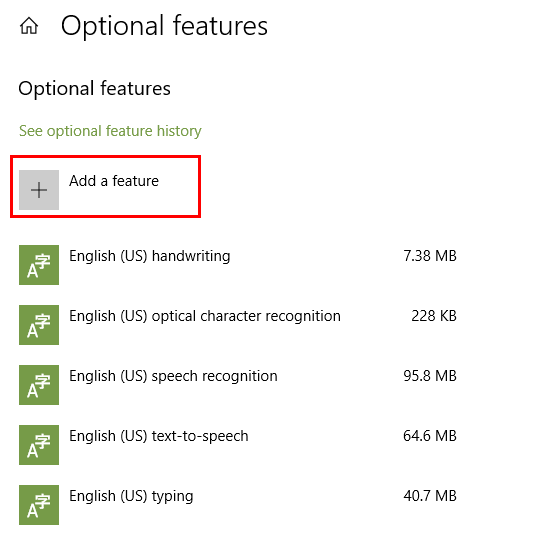 Optional features
Optional features
See optional feature history
Add a feature
English (US) handwriting 7.38 MB
English (US) optical character recognition 228 KB
English (US) speech recognition 95.8 MB
English (US) text-to-speech 64.6 MB
English (US) typing 40.7 MB